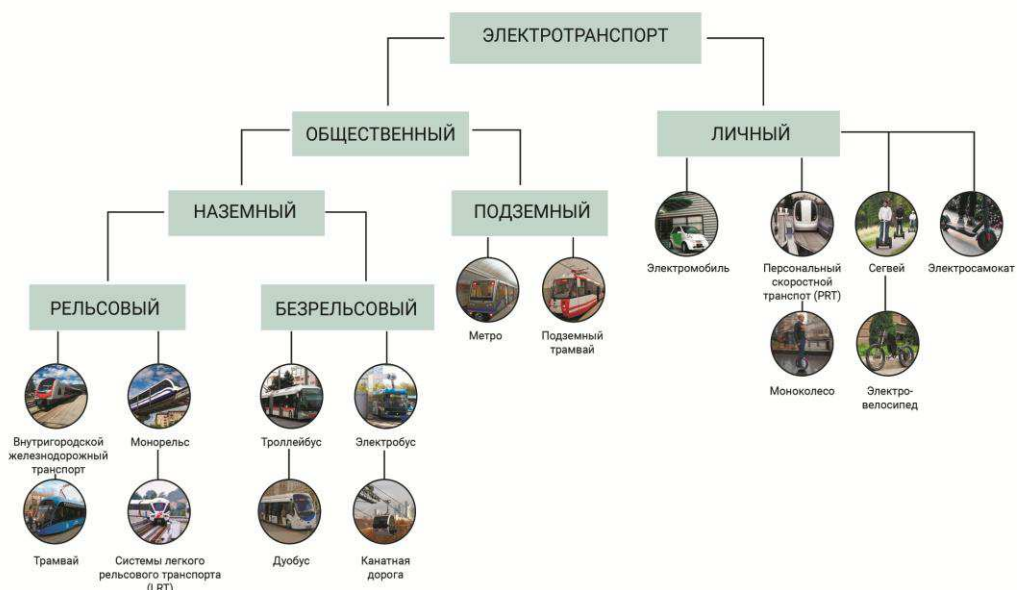 ЭЛЕКТРОТРАНСПОРТ
ОБЩЕСТВЕННЫЙ
ЛИЧНЫЙ
НАЗЕМНЫЙ
ПОДЗЕМНЫЙ
Электромобиль
Персональный
скоростной
транспот (PRT)
Сегвей
Электросамокат
РЕЛЬСОВЫЙ
БЕЗРЕЛЬСОВЫЙ
Метро
Подземный
трамвай
Моноколесо
Электро-
велосипед
Внутригородской
железнодорожный
транспорт
Монорельс
Троллейбус
Электробус
Трамвай
Системы легкого
рельсового транспорта
(LRT)
Дуобус
Канатная
дорога